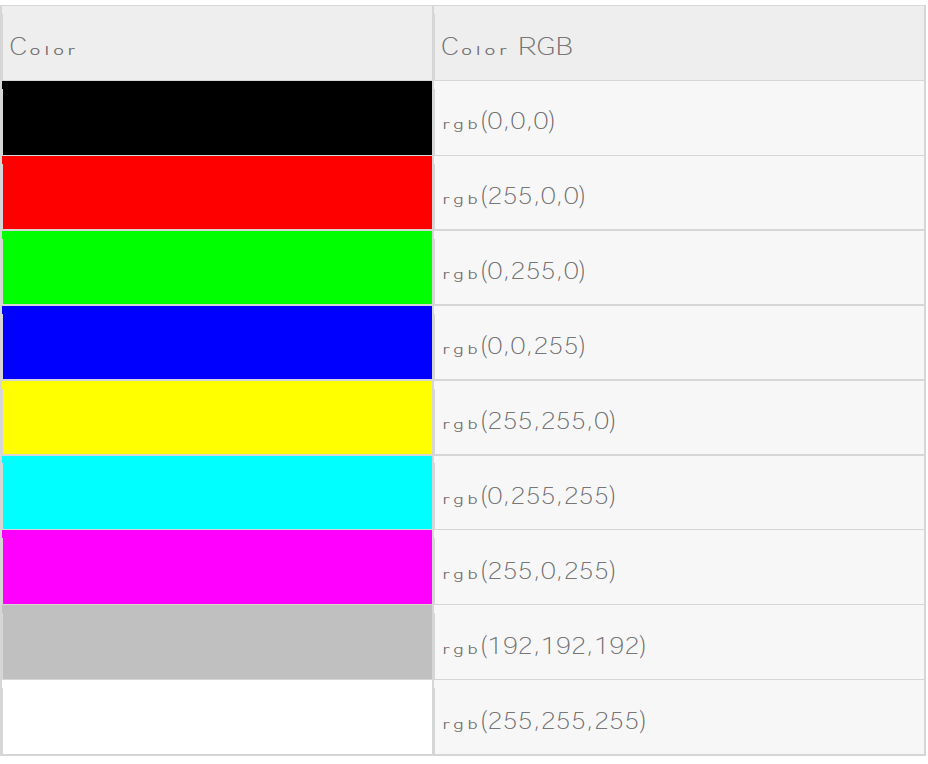 Color Color RGB
rgb(0,0,0)
rgb(255,0,0)
rgb(0,255,0)
rgb(0,0,255)
rgb(255,255,0)
rgb(0,255,255)
rgb(255,0,255)
rgb(192,192,192)
rgb(255,255,255)